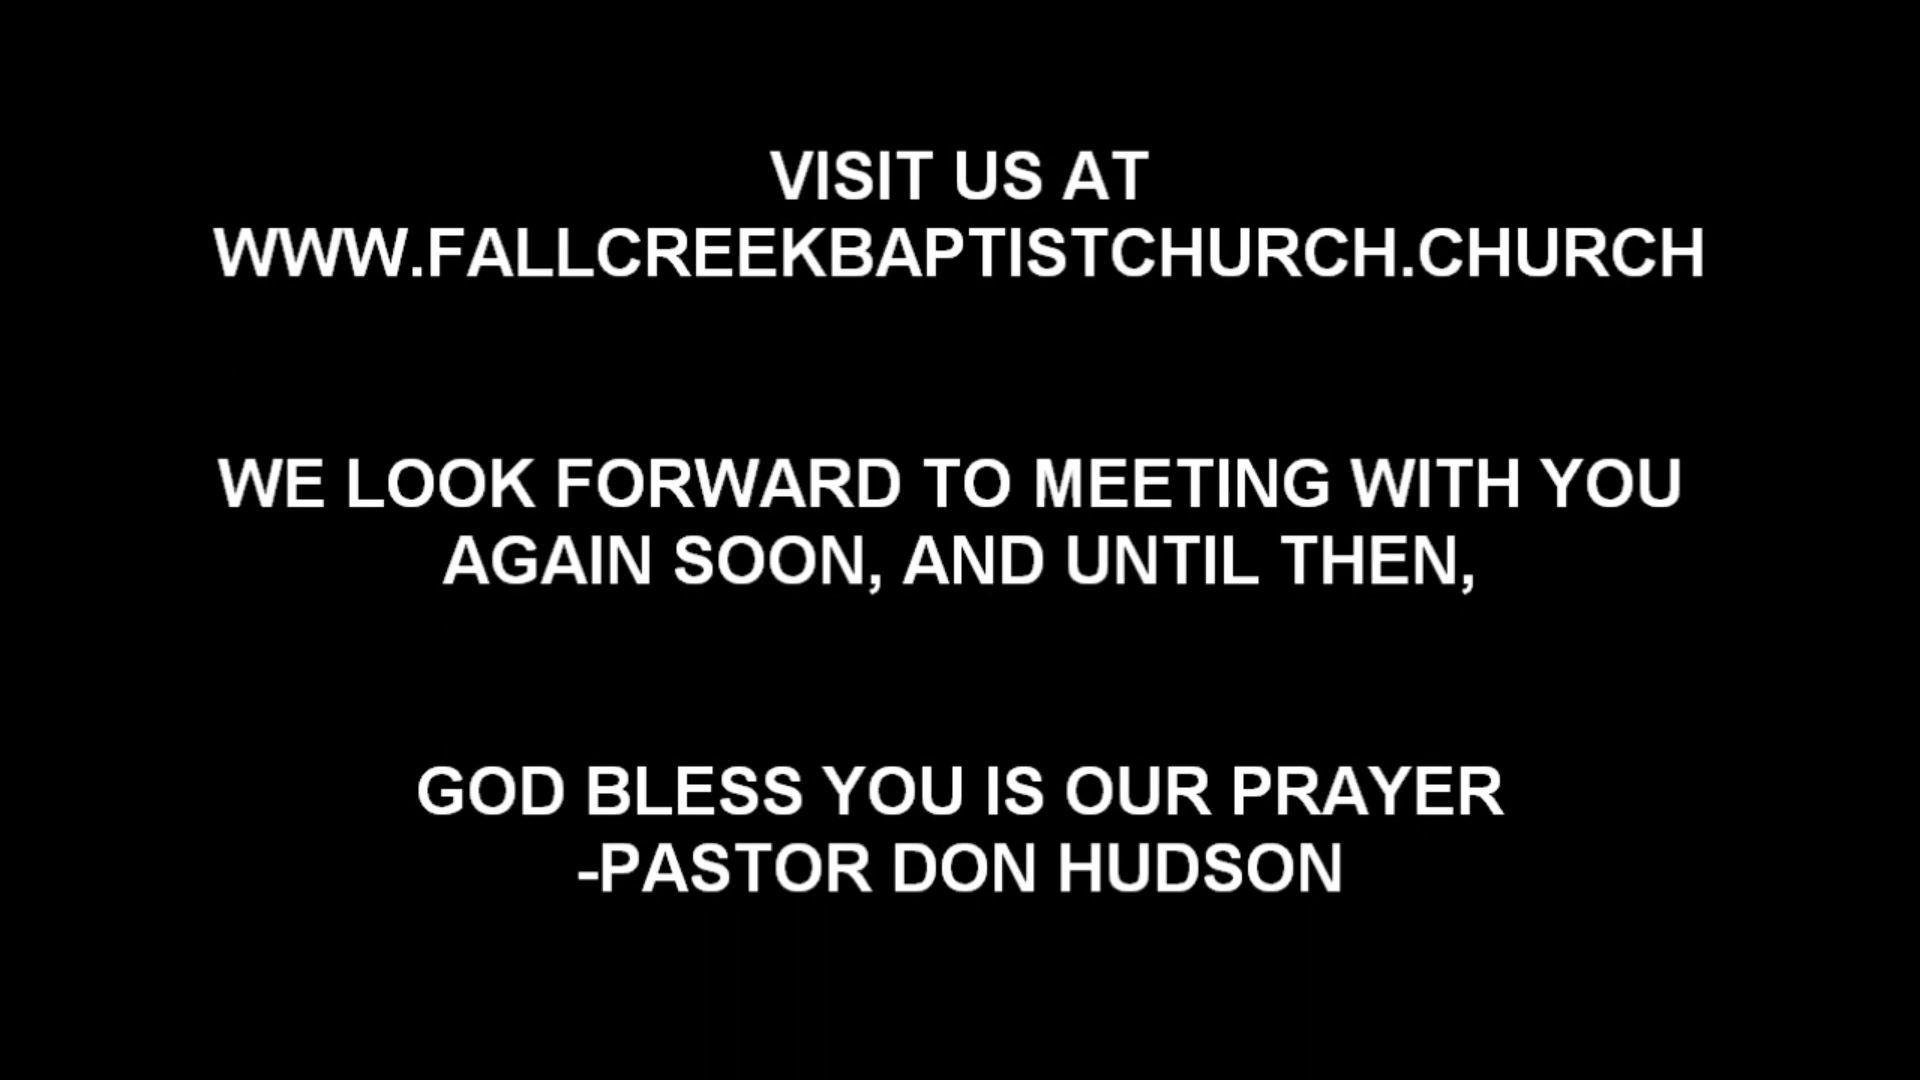 VISIT US AT
WWW.FALLCREEKBAPTISTCHURCH.CHURCH
WE LOOK FORWARD TO MEETING WITH YOU
AGAIN SOON, AND UNTIL THEN,
GOD BLESS YOU IS OUR PRAYER
-PASTOR DON HUDSON